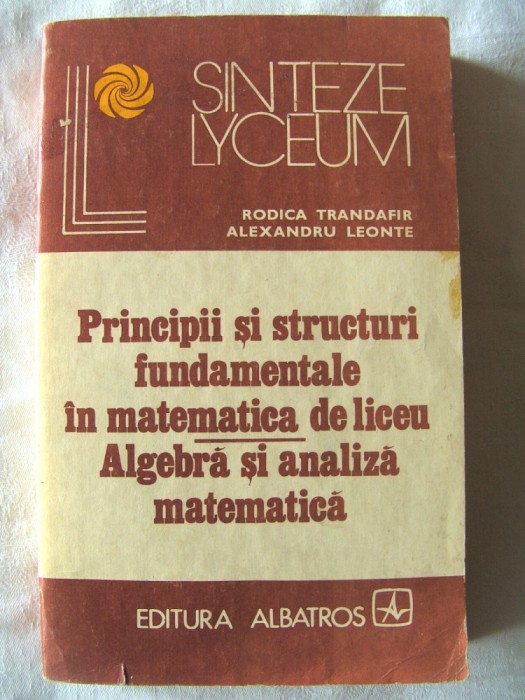 SINTEZE
LYCEUM
RODICA TRANDAFIR
ALEXANDRU LEONTE
Principii și structuri
fundamentale
în matematica de liceu
Algebră și analiză
matematică
EDITURA ALBATROS